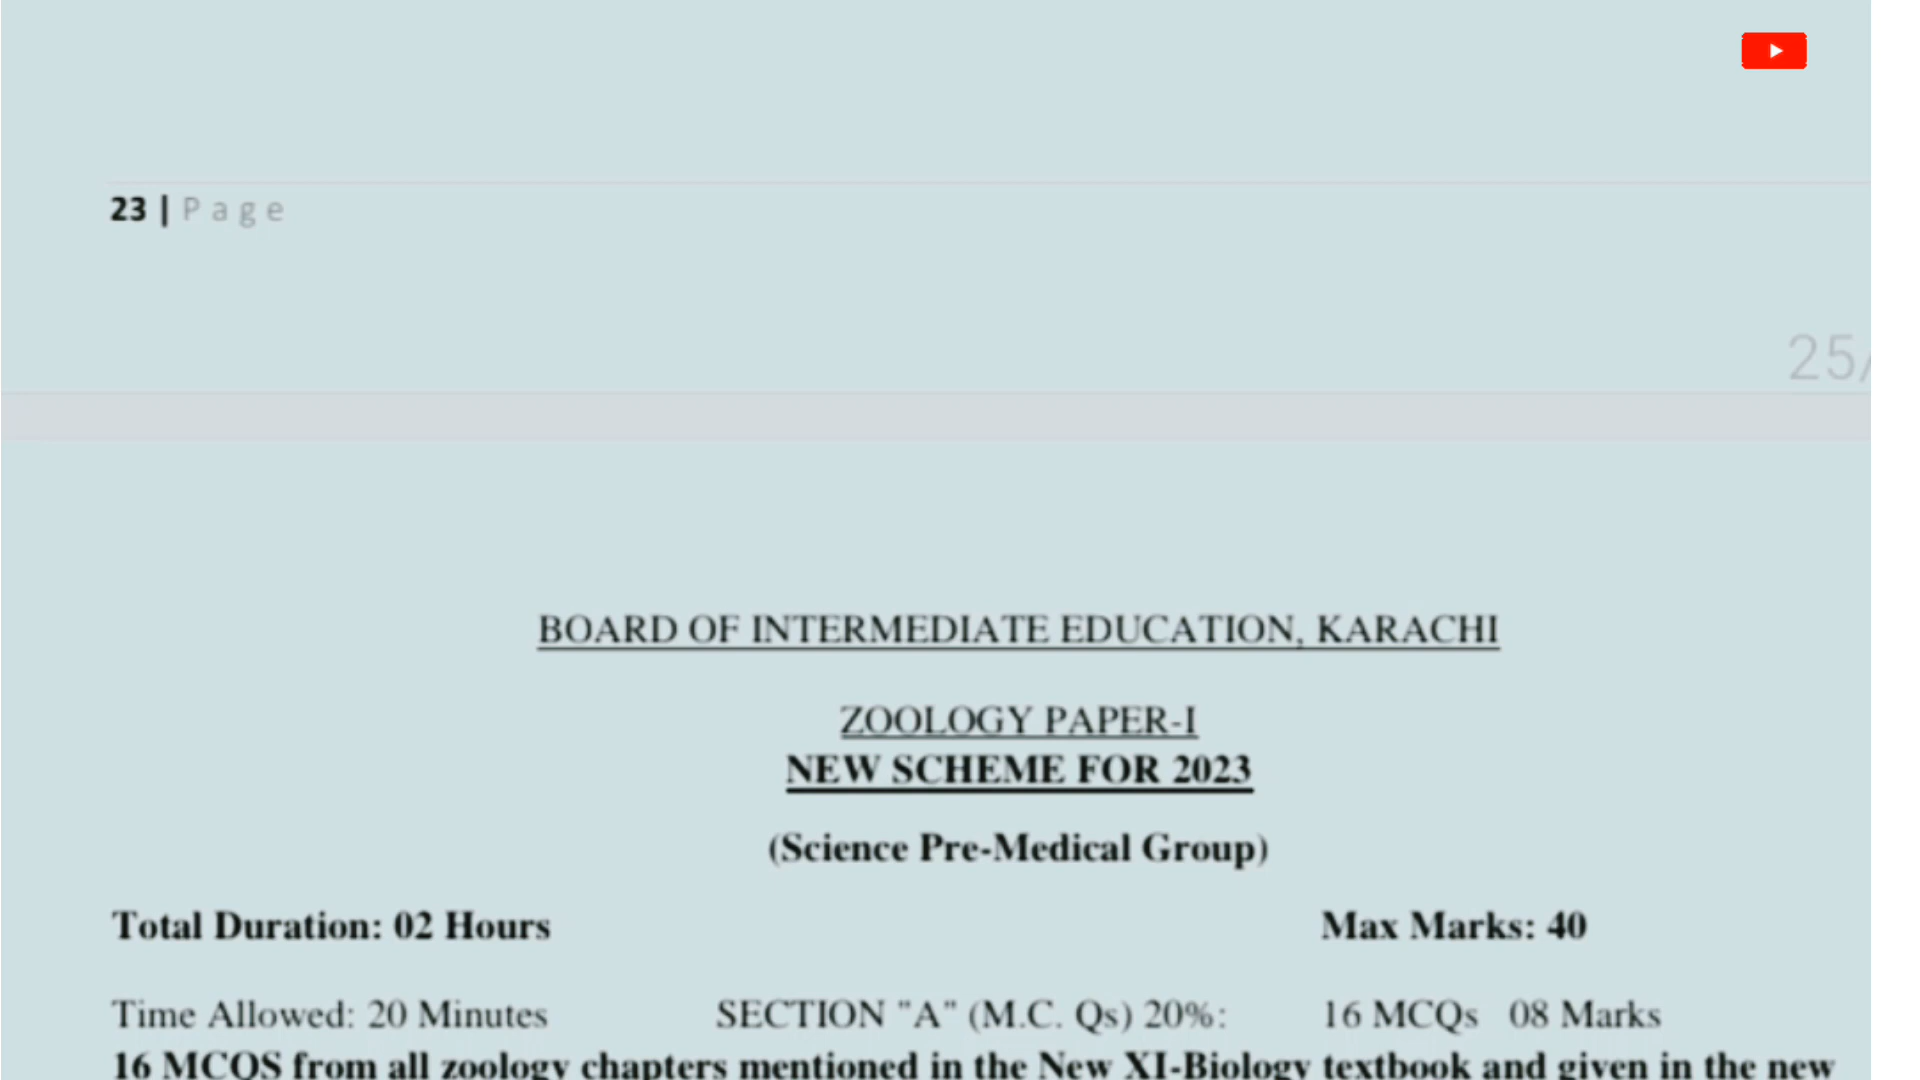 23 | Page
25/
BOARD OF INTERMEDIATE EDUCATION, KARACHI
ZOOLOGY PAPER-I
NEW SCHEME FOR 2023
(Science Pre-Medical Group)
Total Duration: 02 Hours Max Marks: 40
Time Allowed: 20 Minutes SECTION "A" (M.C. Qs) 20%: 16 MCQs 08 Marks
16 MCQS from all zoology chapters mentioned in the New XI-Biology textbook and given in the new